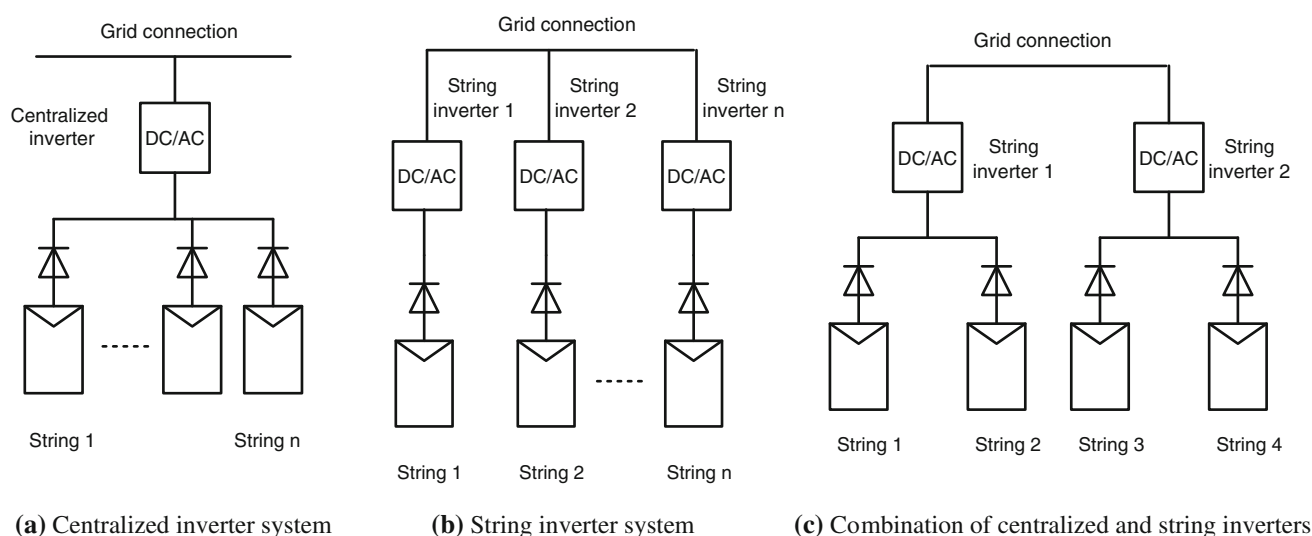 Grid connection
Centralized
inverter
DC/AC
String 1
String n
(a) Centralized inverter system
Grid connection
String
inverter 1
String
inverter 2
String
inverter n
DC/AC
DC/AC
DC/AC
String 1
String 2
String n
(b) String inverter system
Grid connection
DC/AC
String
inverter 1
DC/AC
String
inverter 2
String 1
String 2
String 3
String 4
(c) Combination of centralized and string inverters